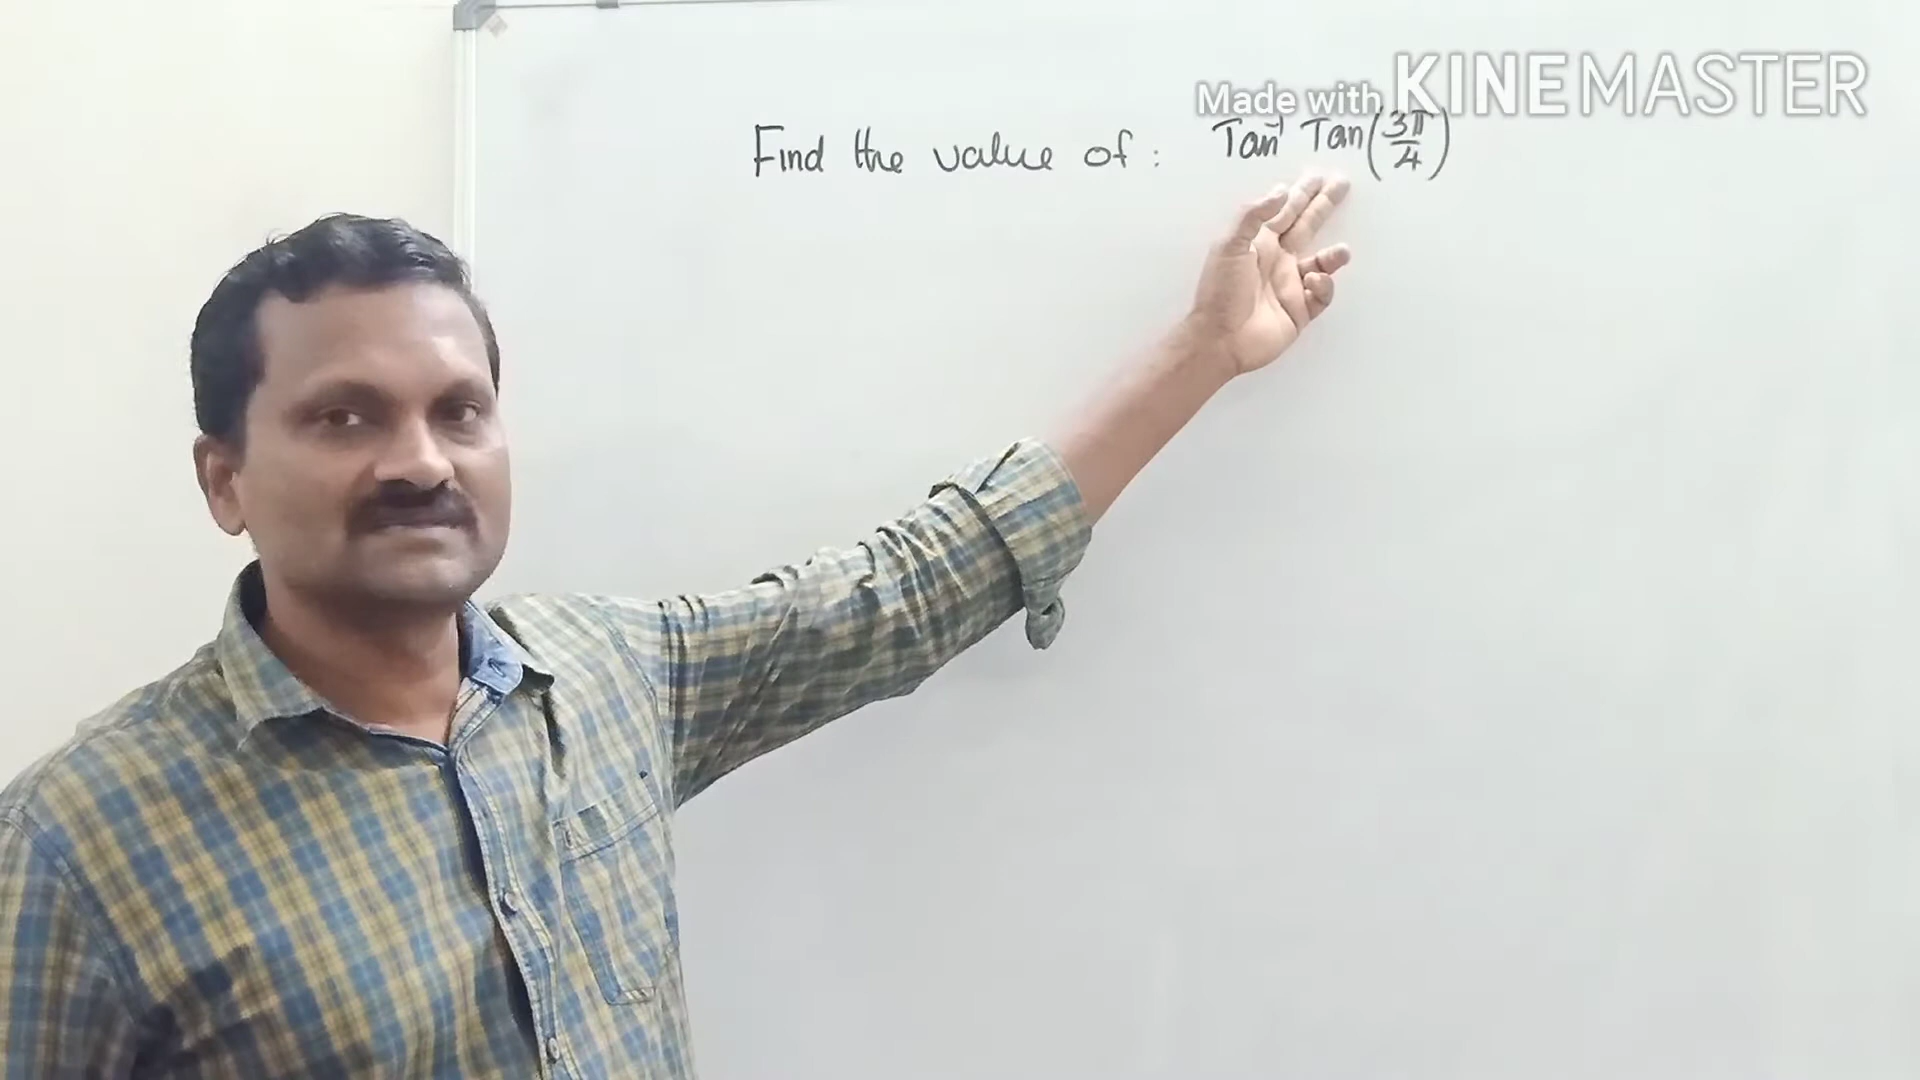 Made with KINEMASTER
Find the value of : Tan⁻¹ Tan(3π/4)